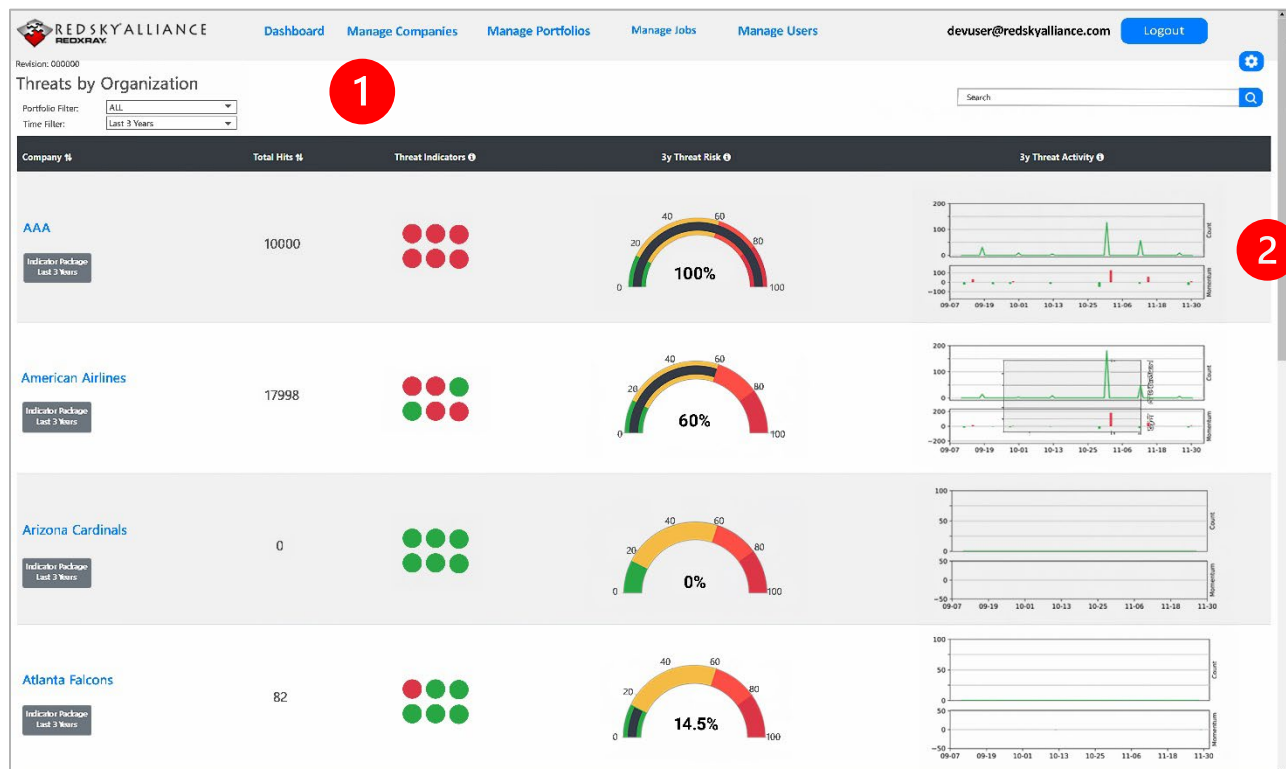 REDSKYALLIANCE
REDXRAY
Dashboard Manage Companies Manage Portfolios Manage Jobs Manage Users devuser@redskyalliance.com Logout
Revision: 000000
Threats by Organization
1
Portfolio Filter: ALL
Time Filter: Last 3 Years
Search
Company Total Hits Threat Indicators 3y Threat Risk 3y Threat Activity
AAA
Indicator Package
Last 3 Years
10000
0 20 40 60 80 100
100%
200
100
0
Count
100
0
−100
Momentum
09-07 09-19 10-01 10-13 10-25 11-06 11-18 11-30
2
American Airlines
Indicator Package
Last 3 Years
17998
0 20 40 60 80 100
60%
200
100
0
Count
200
0
−200
Momentum
09-07 09-19 10-01 10-13 10-25 11-06 11-18 11-30
Arizona Cardinals
Indicator Package
Last 3 Years
0
0 20 40 60 80 100
0%
100
50
0
Count
50
0
−50
Momentum
09-07 09-19 10-01 10-13 10-25 11-06 11-18 11-30
Atlanta Falcons
Indicator Package
Last 3 Years
82
0 20 40 60 80 100
14.5%
100
50
0
Count
50
0
−50
Momentum
09-07 09-19 10-01 10-13 10-25 11-06 11-18 11-30